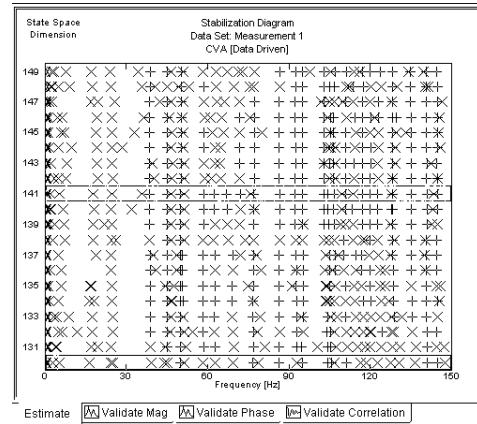 State Space
Dimension
Stabilization Diagram
Data Set: Measurement 1
CVA [Data Driven]
149
147
145
143
141
139
137
135
133
131
0 30 60 90 120 150
Frequency [Hz]
Estimate Validate Mag Validate Phase Validate Correlation